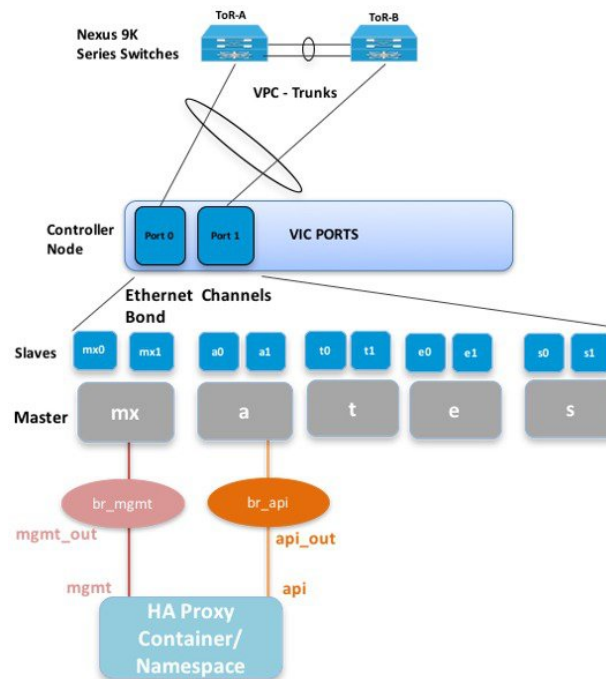 ToR-A
ToR-B
Nexus 9K
Series Switches
VPC - Trunks
Controller
Node
Port 0
Port 1
VIC PORTS
Ethernet Channels
Bond
Slaves
mx0
mx1
a0
a1
t0
t1
e0
e1
s0
s1
Master
mx
a
t
e
s
br_mgmt
br_api
mgmt_out
api_out
mgmt
api
HA Proxy
Container/
Namespace